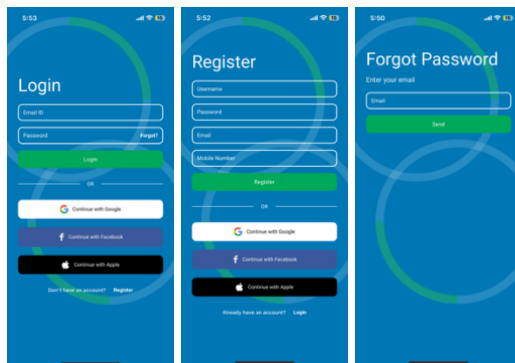 5:53
18
Login
Email ID
Password Forgot?
Login
OR
Continue with Google
Continue with Facebook
Continue with Apple
Don't have an account? Register
5:52
18
Register
Username
Password
Email
Mobile Number
Register
OR
Continue with Google
Continue with Facebook
Continue with Apple
Already have an account? Login
5:50
Forgot Password
Enter your email
Email
Send